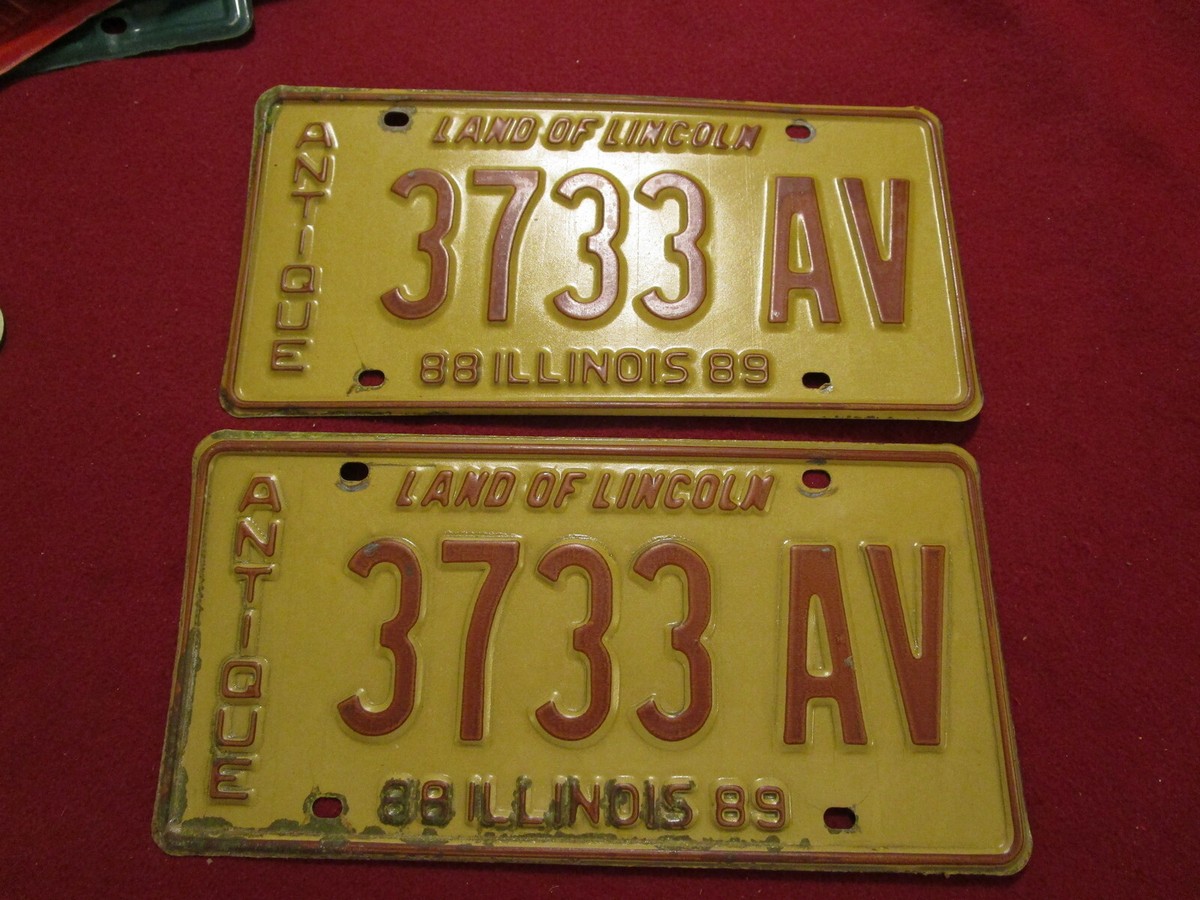 LAND OF LINCOLN
ANTIQUE
3733 AV
88 ILLINOIS 89
LAND OF LINCOLN
ANTIQUE
3733 AV
88 ILLINOIS 89